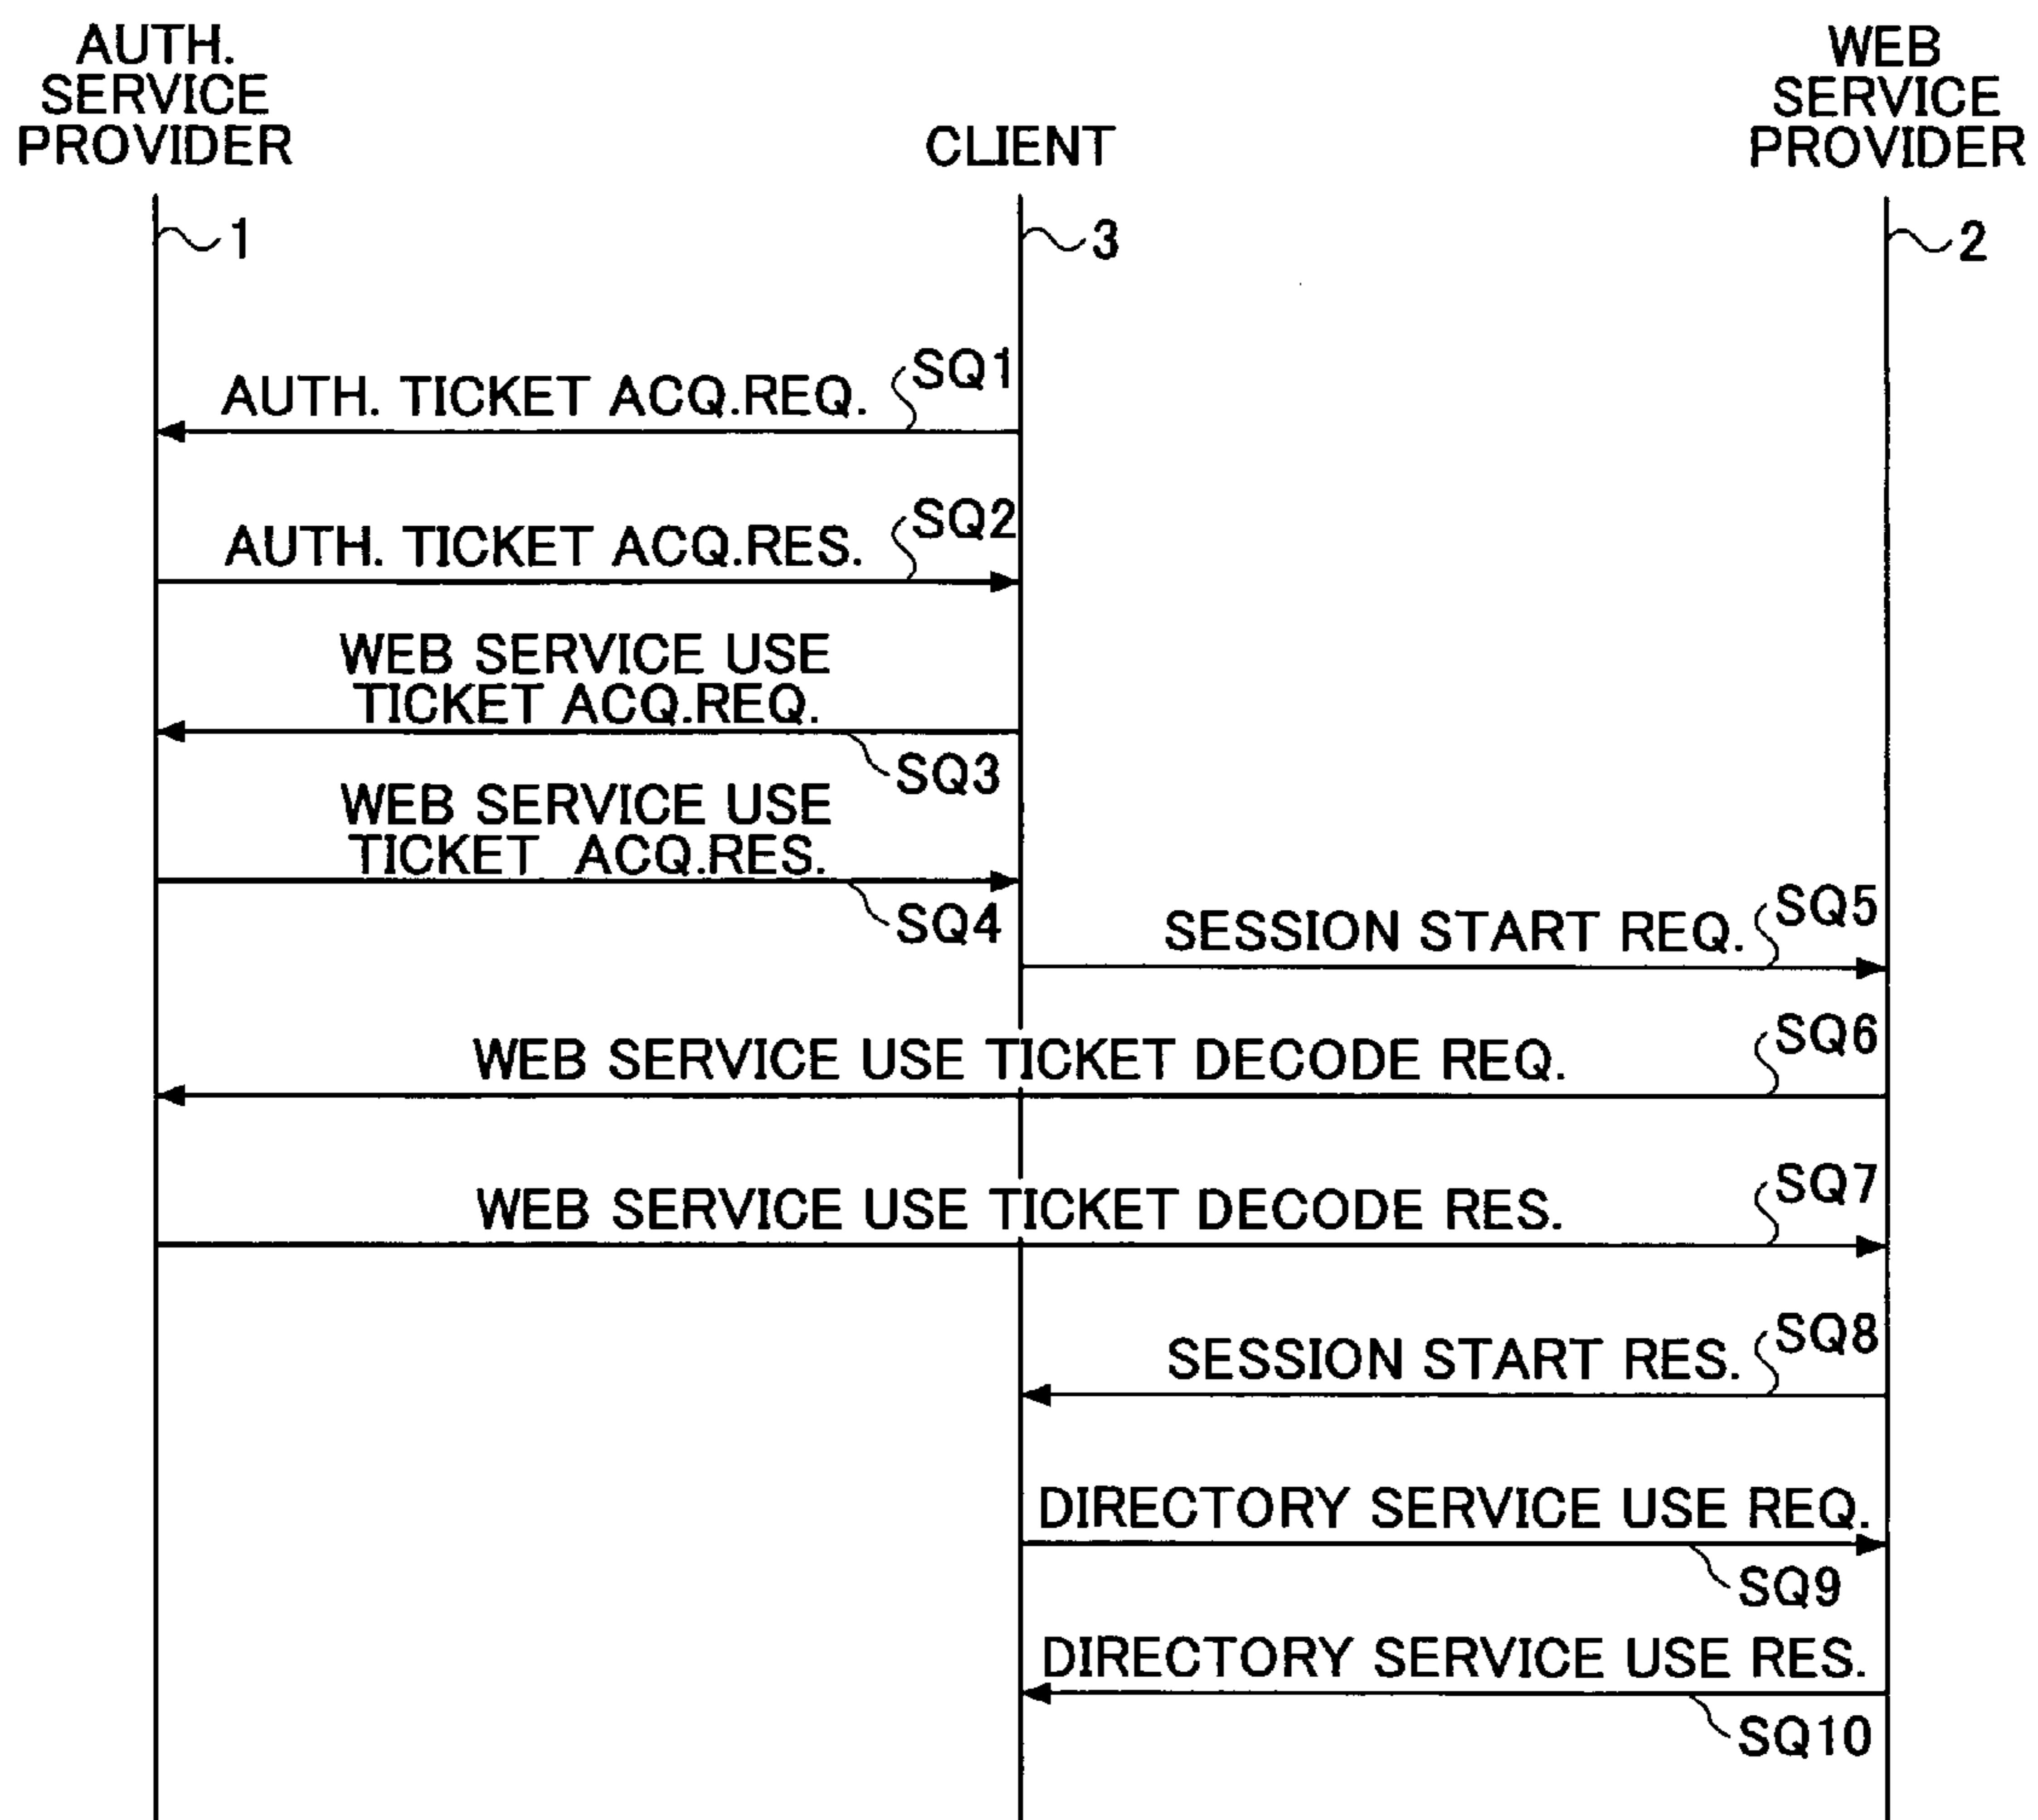 AUTH.
SERVICE
PROVIDER
CLIENT
WEB
SERVICE
PROVIDER
1
3
2
SQ1
AUTH. TICKET ACQ.REQ.
SQ2
AUTH. TICKET ACQ.RES.
WEB SERVICE USE
TICKET ACQ.REQ.
SQ3
WEB SERVICE USE
TICKET ACQ.RES.
SQ4
SQ5
SESSION START REQ.
SQ6
WEB SERVICE USE TICKET DECODE REQ.
SQ7
WEB SERVICE USE TICKET DECODE RES.
SQ8
SESSION START RES.
DIRECTORY SERVICE USE REQ.
SQ9
DIRECTORY SERVICE USE RES.
SQ10